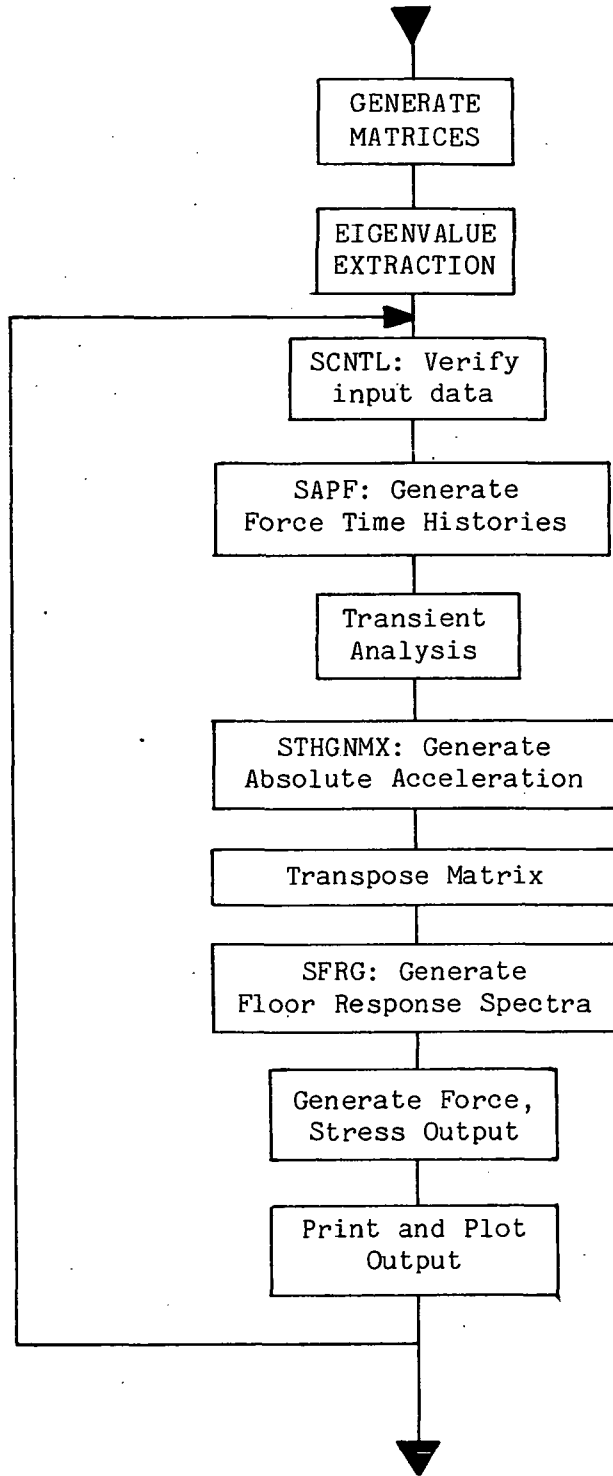 GENERATE
MATRICES
EIGENVALUE
EXTRACTION
SCNTL: Verify
input data
SAPF: Generate
Force Time Histories
Transient
Analysis
STHGNMX: Generate
Absolute Acceleration
Transpose Matrix
SFRG: Generate
Floor Response Spectra
Generate Force,
Stress Output
Print and Plot
Output